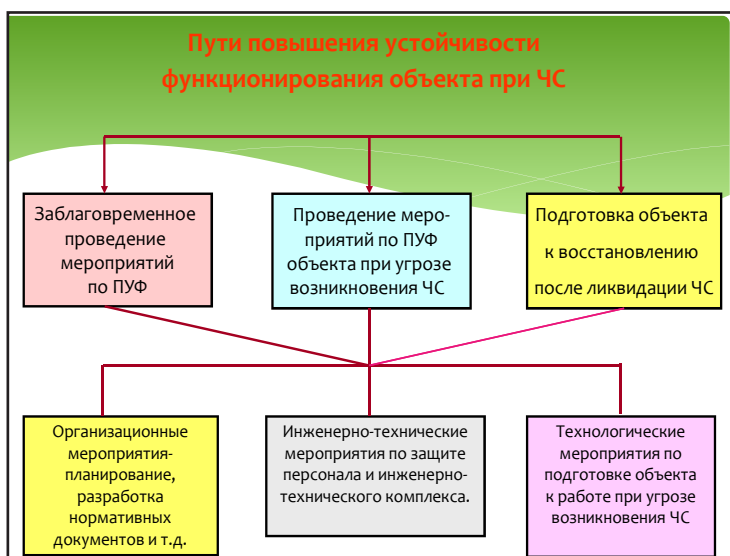 Пути повышения устойчивости
функционирования объекта при ЧС
Заблаговременное
проведение
мероприятий
по ПУФ
Проведение меро-
приятий по ПУФ
объекта при угрозе
возникновения ЧС
Подготовка объекта
к восстановлению
после ликвидации ЧС
Организационные
мероприятия-
планирование,
разработка
нормативных
документов и т.д.
Инженерно-технические
мероприятия по защите
персонала и инженерно-
технического комплекса.
Технологические
мероприятия по
подготовке объекта
к работе при угрозе
возникновения ЧС